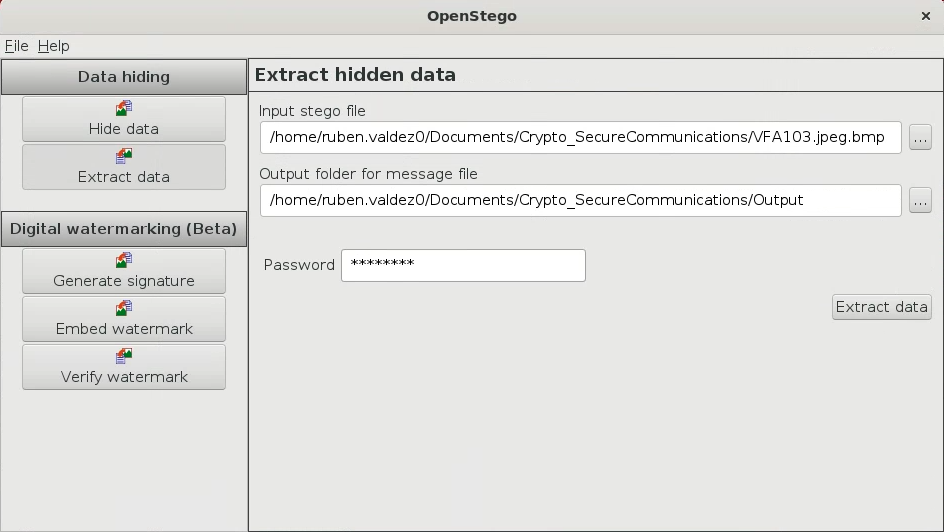 OpenStego
×
File Help
Data hiding
Hide data
Extract data
Digital watermarking (Beta)
Generate signature
Embed watermark
Verify watermark
Extract hidden data
Input stego file
/home/ruben.valdez0/Documents/Crypto_SecureCommunications/VFA103.jpeg.bmp
...
Output folder for message file
/home/ruben.valdez0/Documents/Crypto_SecureCommunications/Output
...
Password ********
Extract data